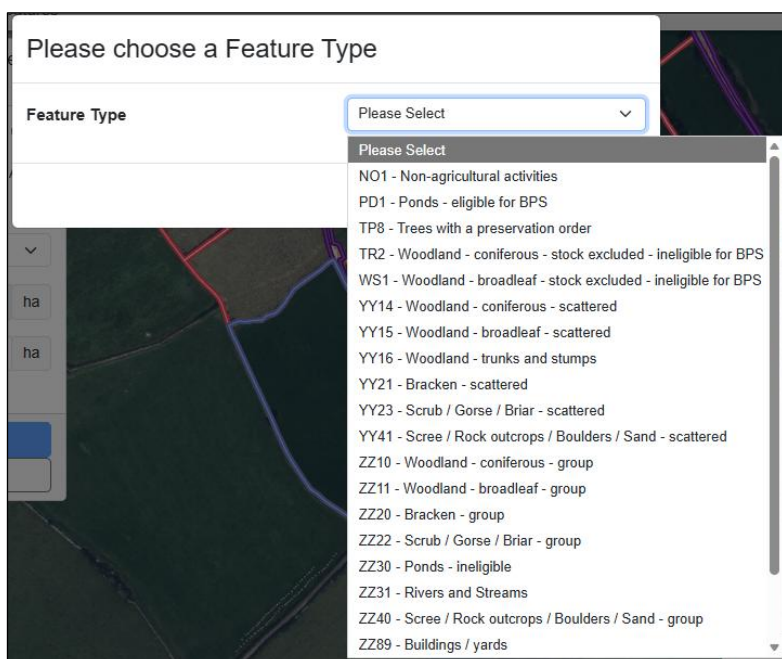 Please choose a Feature Type
Feature Type
Please Select
Please Select
NO1 - Non-agricultural activities
PD1 - Ponds - eligible for BPS
TP8 - Trees with a preservation order
TR2 - Woodland - coniferous - stock excluded - ineligible for BPS
WS1 - Woodland - broadleaf - stock excluded - ineligible for BPS
YY14 - Woodland - coniferous - scattered
YY15 - Woodland - broadleaf - scattered
YY16 - Woodland - trunks and stumps
YY21 - Bracken - scattered
YY23 - Scrub / Gorse / Briar - scattered
YY41 - Scree / Rock outcrops / Boulders / Sand - scattered
ZZ10 - Woodland - coniferous - group
ZZ11 - Woodland - broadleaf - group
ZZ20 - Bracken - group
ZZ22 - Scrub / Gorse / Briar - group
ZZ30 - Ponds - ineligible
ZZ31 - Rivers and Streams
ZZ40 - Scree / Rock outcrops / Boulders / Sand - group
ZZ89 - Buildings / yards
ha
ha